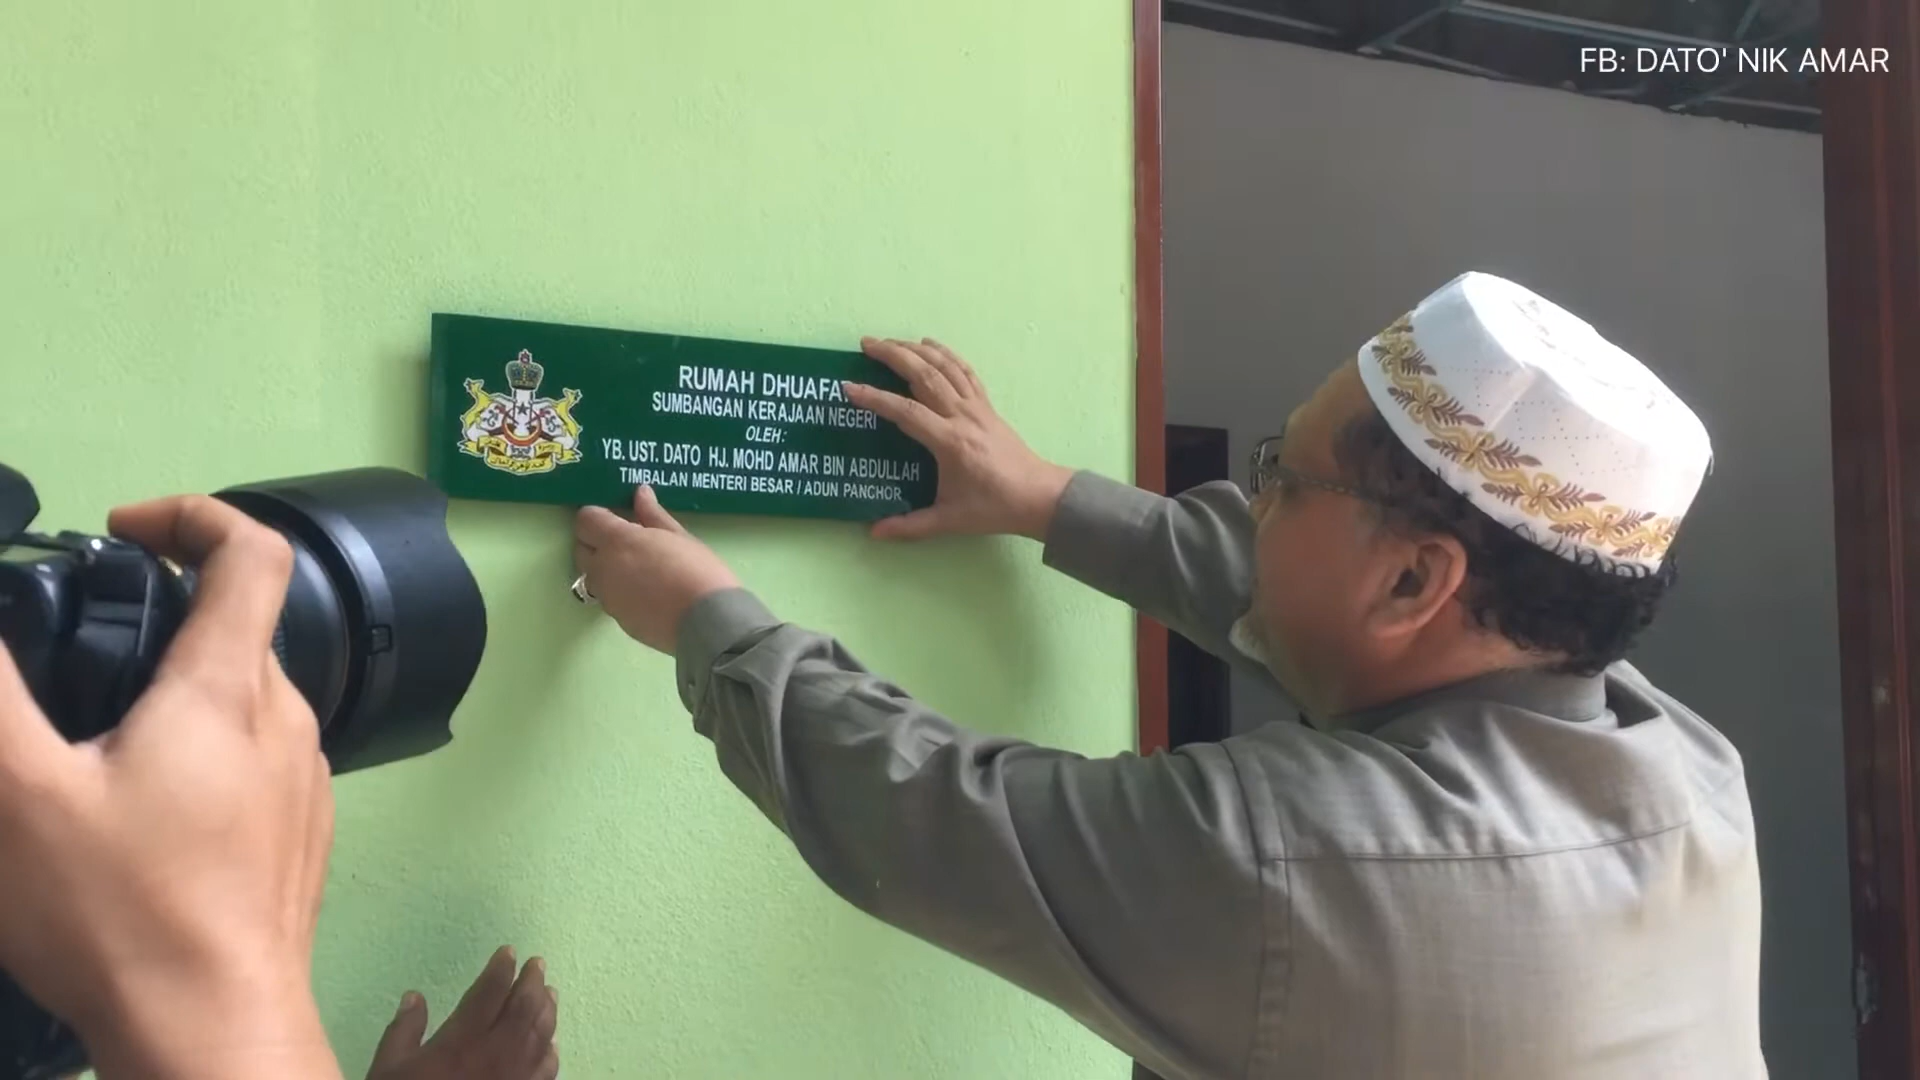 FB: DATO' NIK AMAR
RUMAH DHUAFA
SUMBANGAN KERAJAAN NEGERI
OLEH:
YB. UST. DATO HJ. MOHD AMAR BIN ABDULLAH
TIMBALAN MENTERI BESAR / ADUN PANCHOR